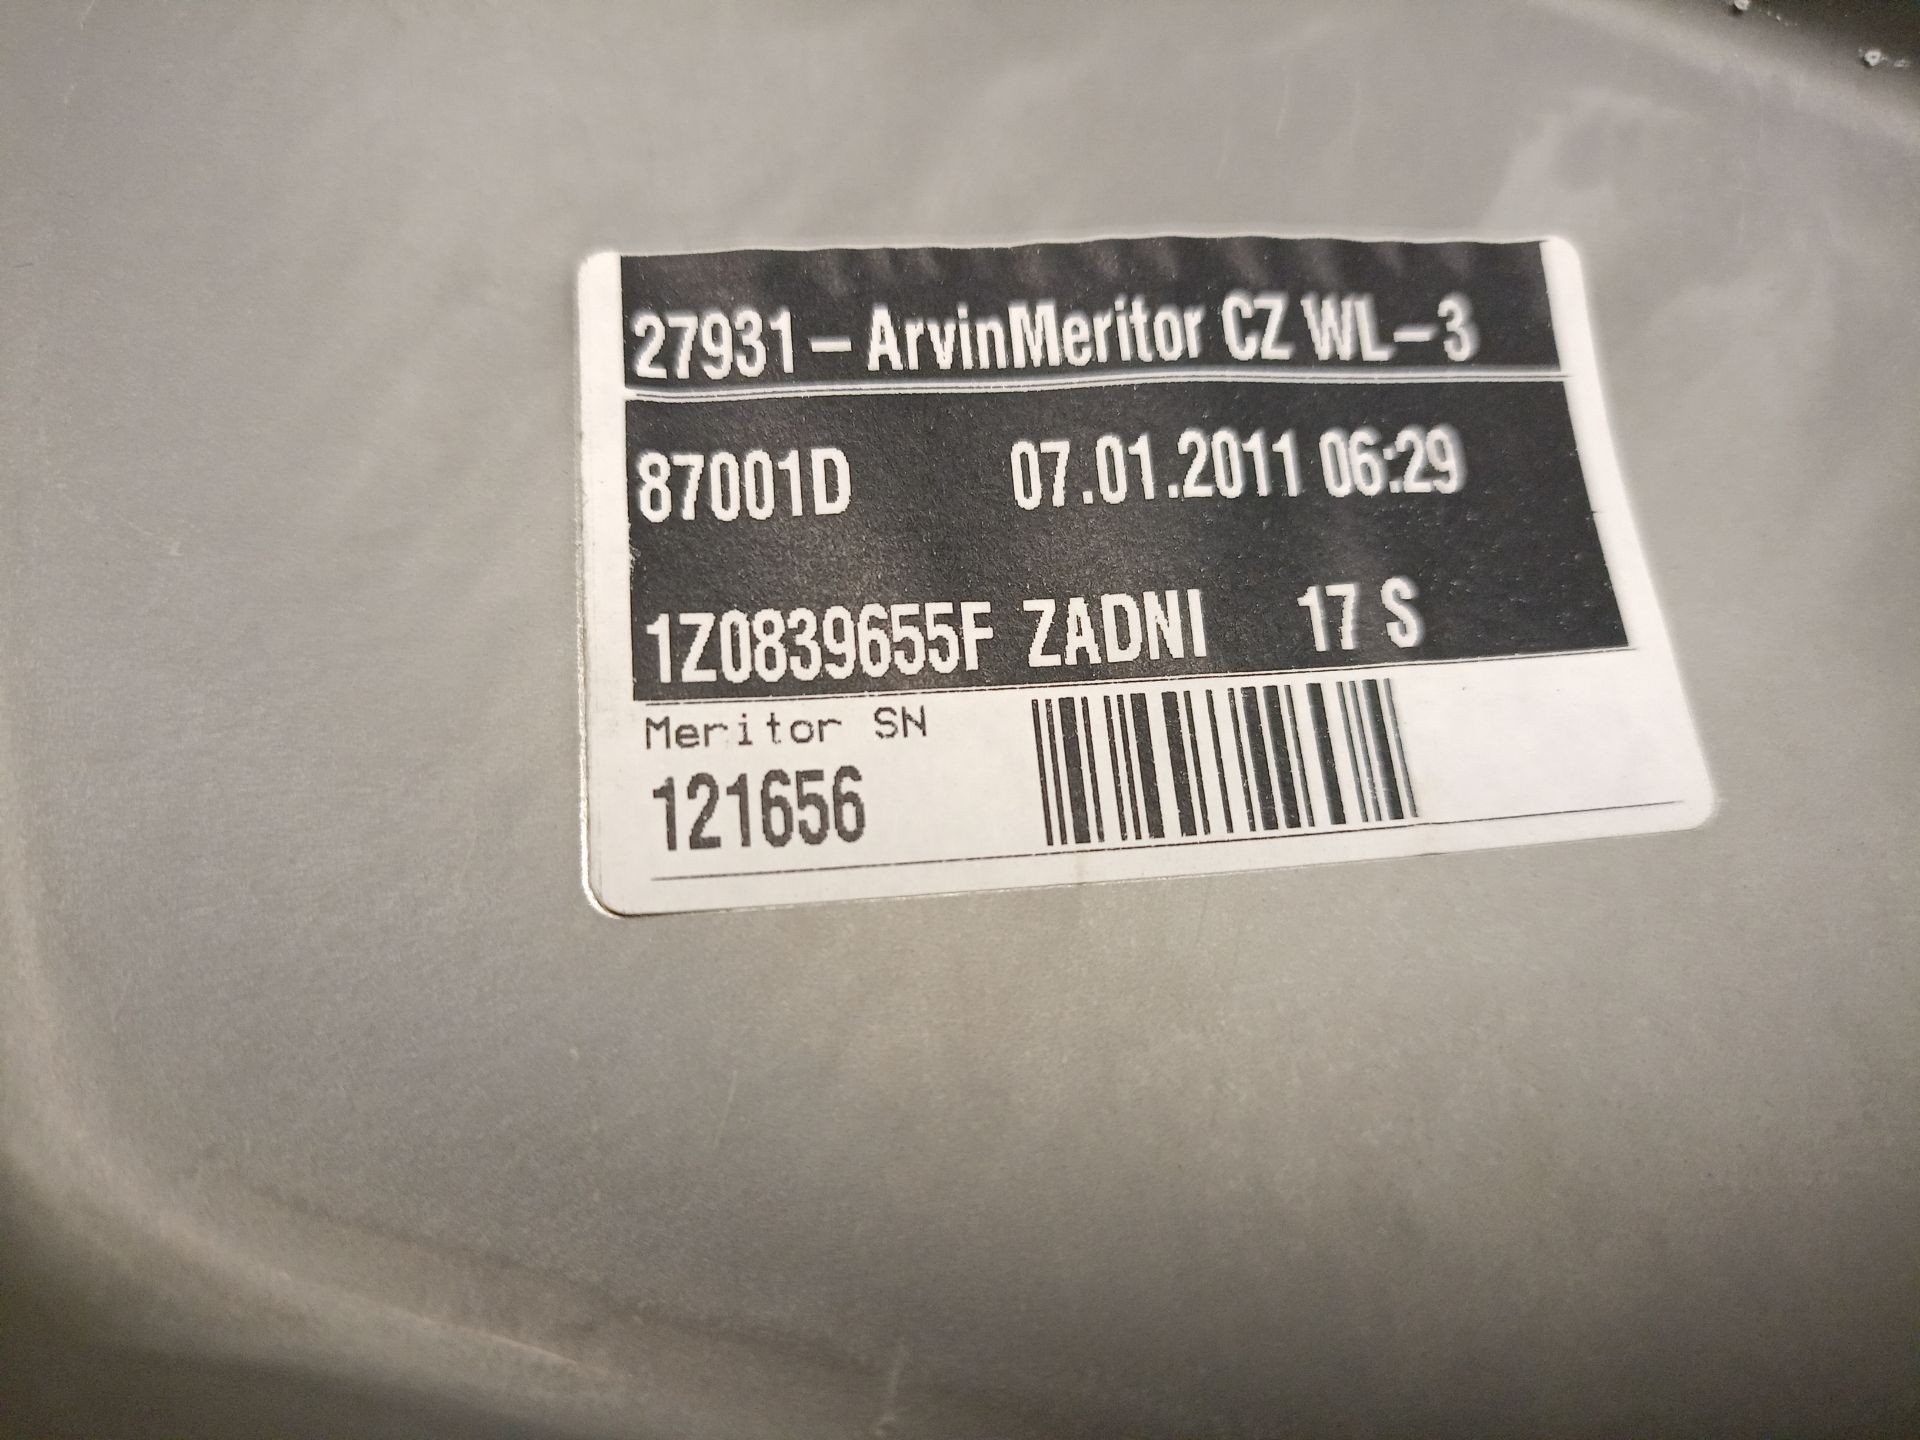 27931 - ArvinMeritor CZ WL-3
87001D 07.01.2011 06:29
1Z0839655F ZADNI 17 S
Meritor SN
121656